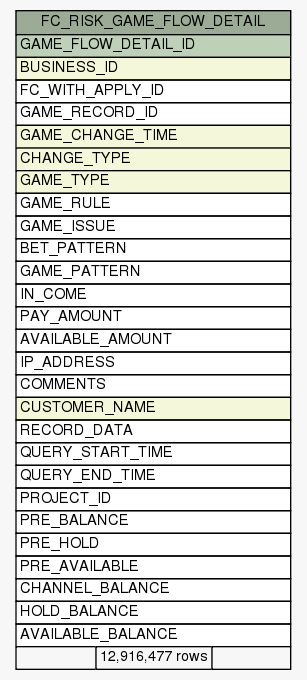 FC_RISK_GAME_FLOW_DETAIL
GAME_FLOW_DETAIL_ID
BUSINESS_ID
FC_WITH_APPLY_ID
GAME_RECORD_ID
GAME_CHANGE_TIME
CHANGE_TYPE
GAME_TYPE
GAME_RULE
GAME_ISSUE
BET_PATTERN
GAME_PATTERN
IN_COME
PAY_AMOUNT
AVAILABLE_AMOUNT
IP_ADDRESS
COMMENTS
CUSTOMER_NAME
RECORD_DATA
QUERY_START_TIME
QUERY_END_TIME
PROJECT_ID
PRE_BALANCE
PRE_HOLD
PRE_AVAILABLE
CHANNEL_BALANCE
HOLD_BALANCE
AVAILABLE_BALANCE
12,916,477 rows